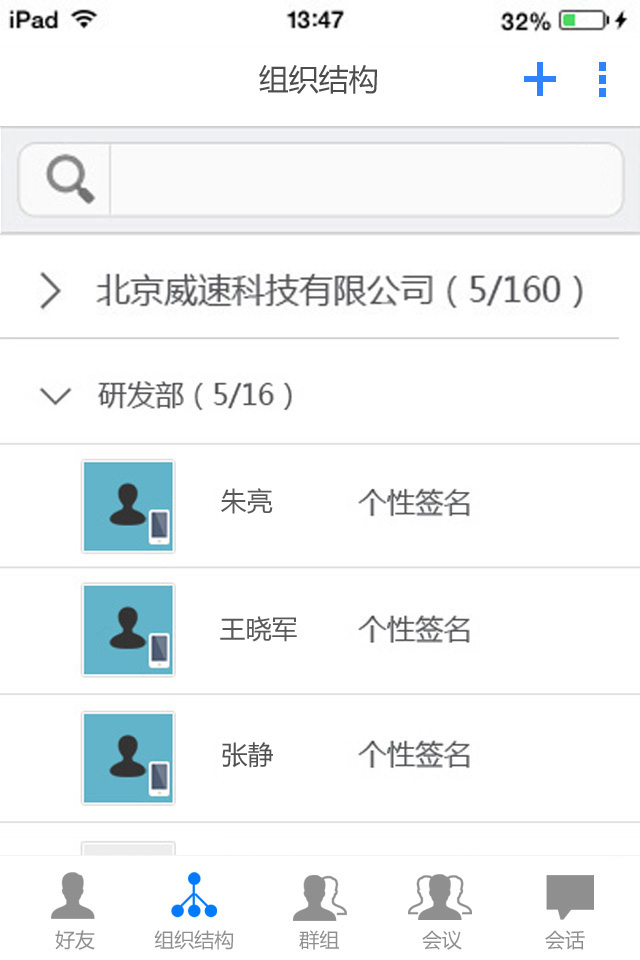 iPad 13:47 32%
组织结构
北京威速科技有限公司（5/160）
研发部（5/16）
朱亮 个性签名
王晓军 个性签名
张静 个性签名
好友 组织结构 群组 会议 会话